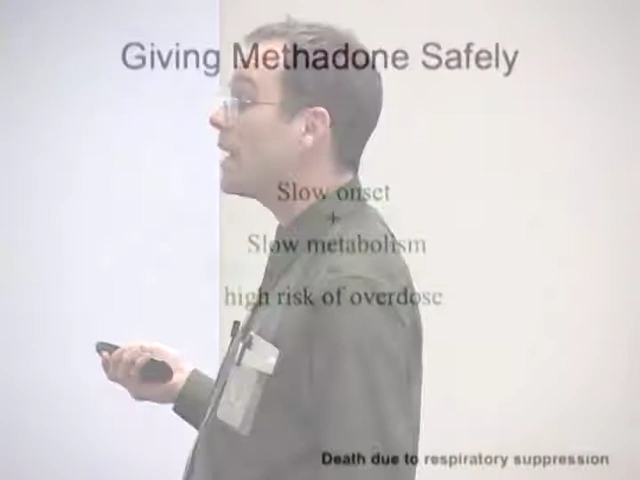 Giving Methadone Safely
Slow onset
+
Slow metabolism
high risk of overdose
Death due to respiratory suppression